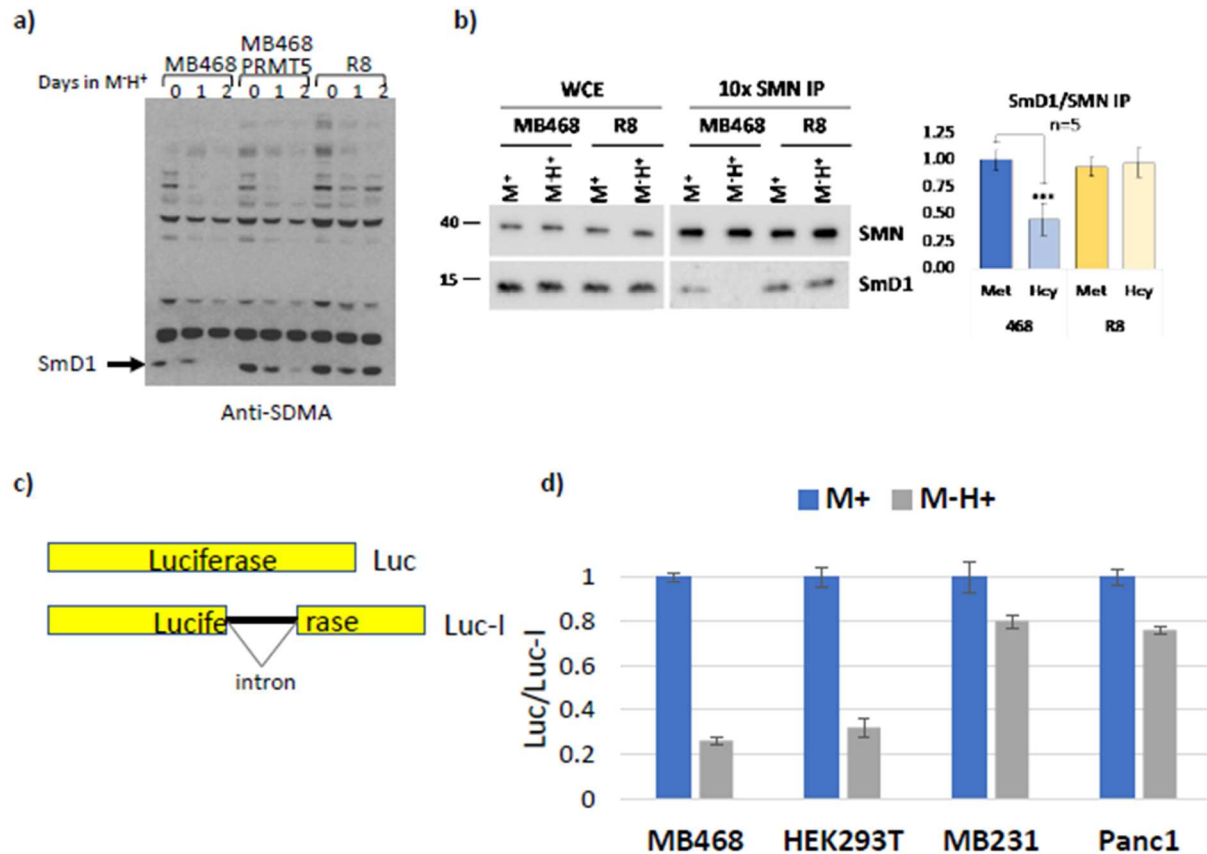 a)
MB468
MB468 PRMT5 R8
Days in M-H+ 0 1 2 0 1 2 0 1 2
SmD1
Anti-SDMA
b)
WCE 10x SMN IP
MB468 R8 MB468 R8
M+ M-H+ M+ M-H+ M+ M-H+ M+ M-H+
40 SMN
15 SmD1
SmD1/SMN IP
n=5
1.25
1.00
0.75
0.50
0.25
0.00
***
Met Hcy Met Hcy
468 R8
c)
Luciferase Luc
Lucife rase Luc-I
intron
d)
M+ M-H+
Luc/Luc-I
1
0.8
0.6
0.4
0.2
0
MB468 HEK293T MB231 Panc1